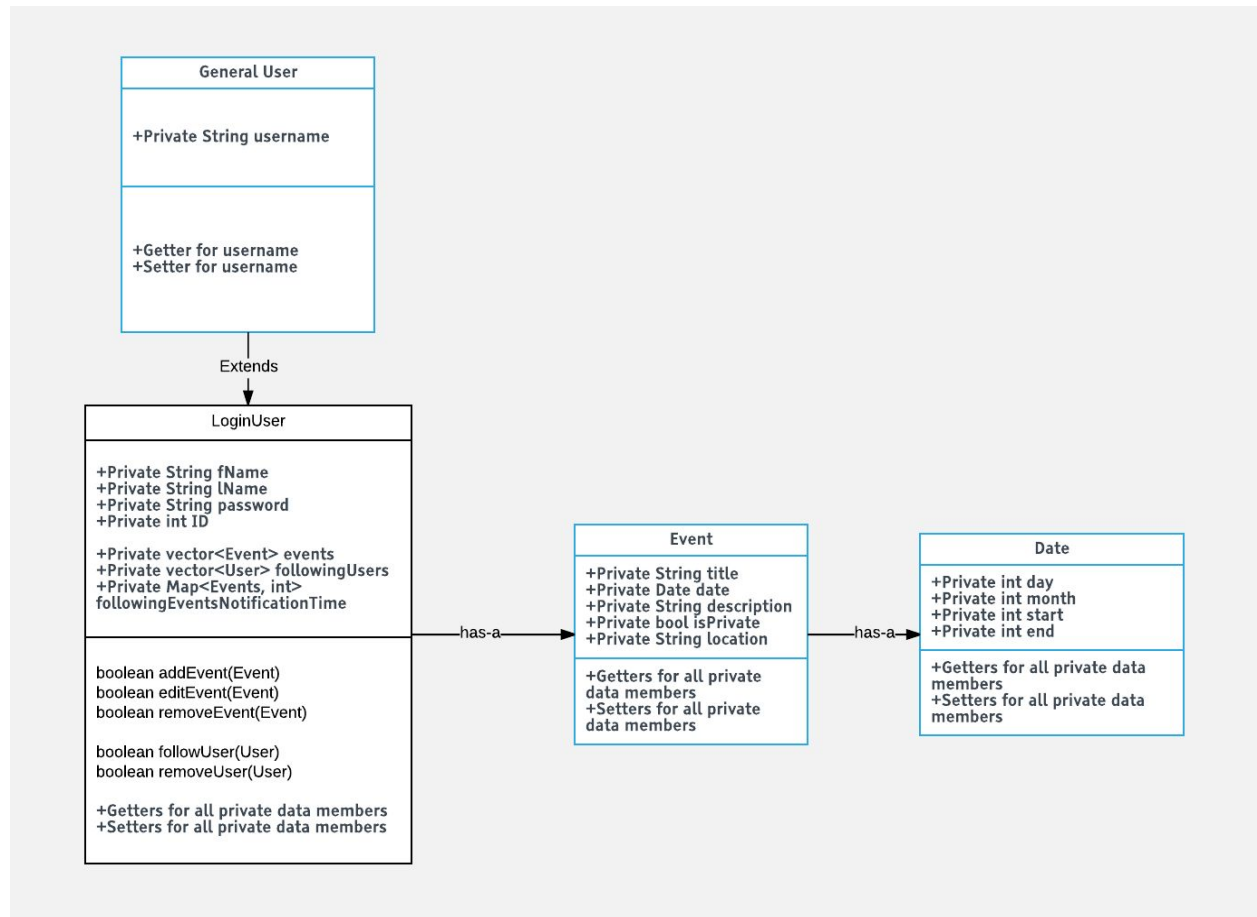 General User
+Private String username
+Getter for username
+Setter for username
Extends
LoginUser
+Private String fName
+Private String lName
+Private String password
+Private int ID
+Private vector<Event> events
+Private vector<User> followingUsers
+Private Map<Events, int>
followingEventsNotificationTime
boolean addEvent(Event)
boolean editEvent(Event)
boolean removeEvent(Event)
boolean followUser(User)
boolean removeUser(User)
+Getters for all private data members
+Setters for all private data members
has-a
Event
+Private String title
+Private Date date
+Private String description
+Private bool isPrivate
+Private String location
+Getters for all private
data members
+Setters for all private
data members
has-a
Date
+Private int day
+Private int month
+Private int start
+Private int end
+Getters for all private data
members
+Setters for all private data
members